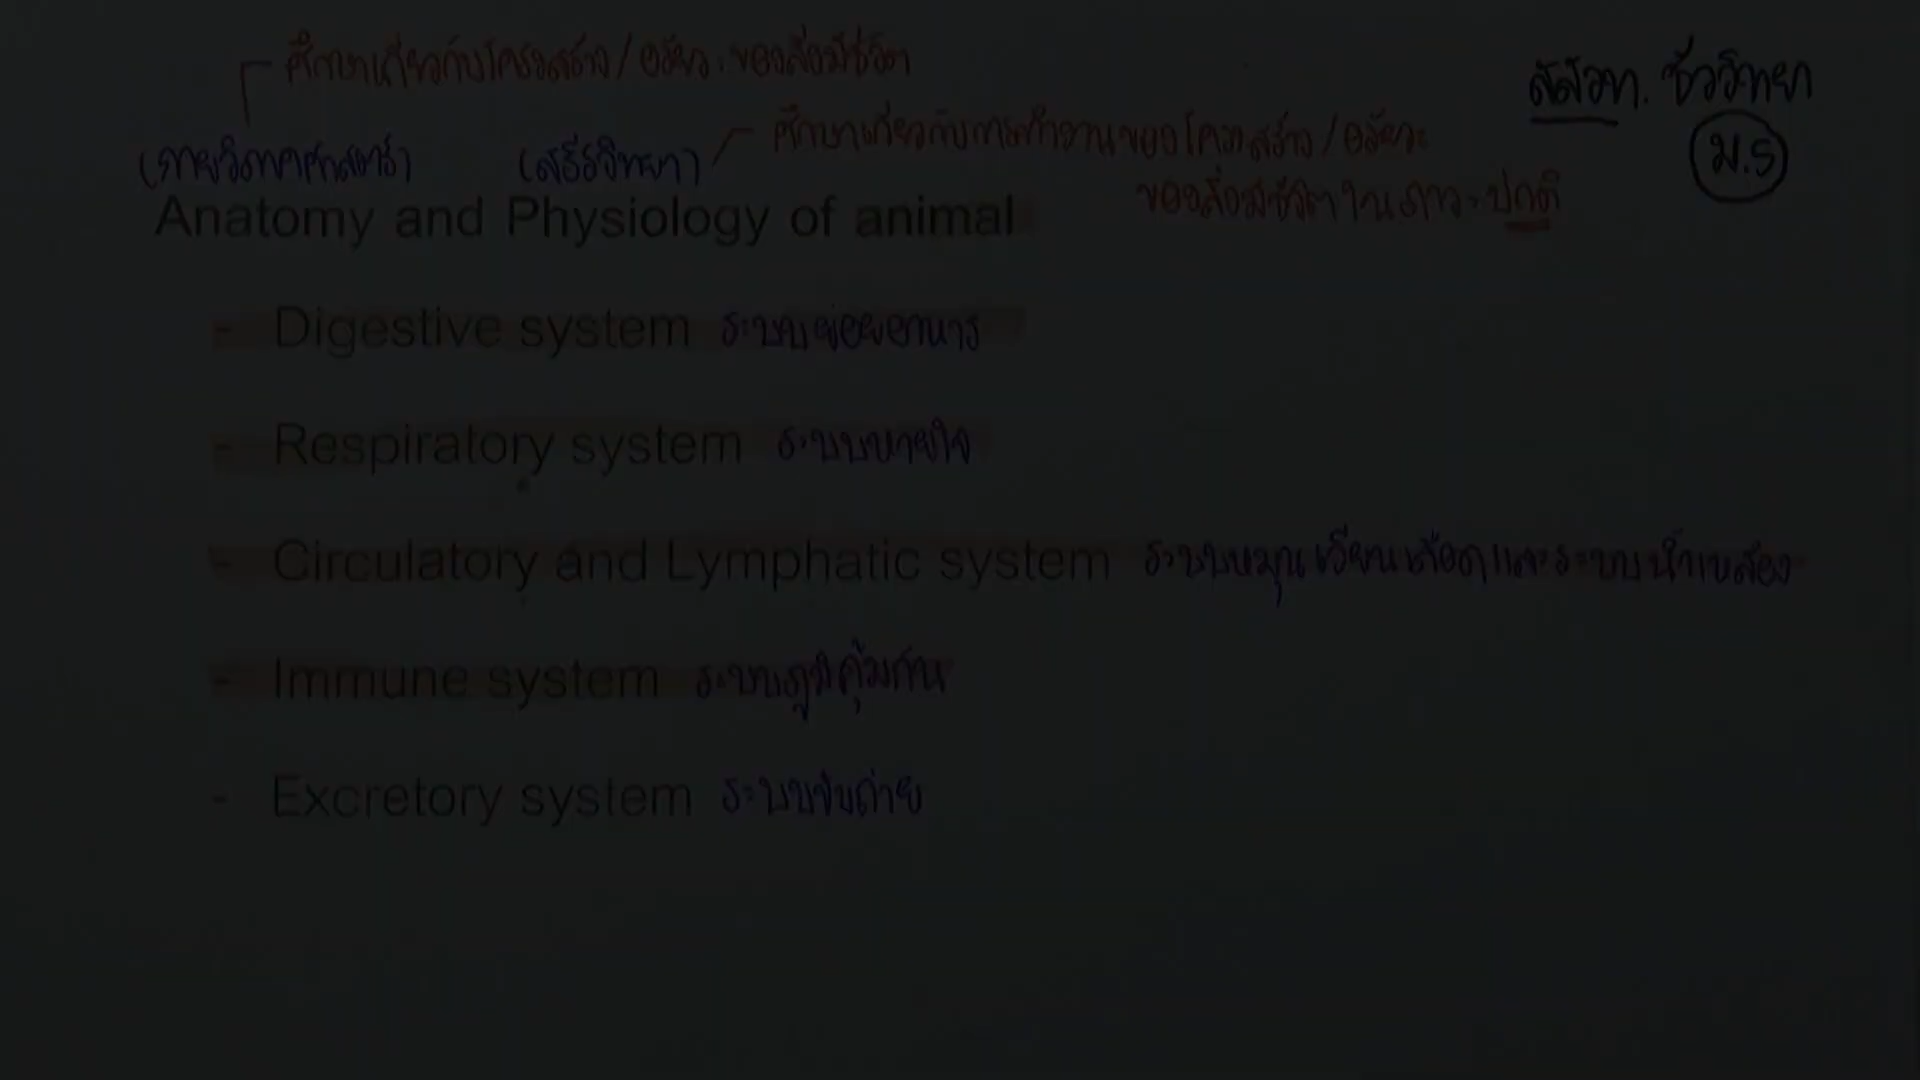 ศึกษาเกี่ยวกับโครงสร้าง/อวัยวะของสิ่งมีชีวิต
สสวท. ชีววิทยา
ม.5
ศึกษาเกี่ยวกับการทำงานของโครงสร้าง/อวัยวะ
ของสิ่งมีชีวิตในภาวะปกติ
(กายวิภาคศาสตร์) (สรีรวิทยา)
Anatomy and Physiology of animal
- Digestive system ระบบย่อยอาหาร
- Respiratory system ระบบหายใจ
- Circulatory and Lymphatic system ระบบหมุนเวียนเลือดและระบบน้ำเหลือง
- Immune system ระบบภูมิคุ้มกัน
- Excretory system ระบบขับถ่าย